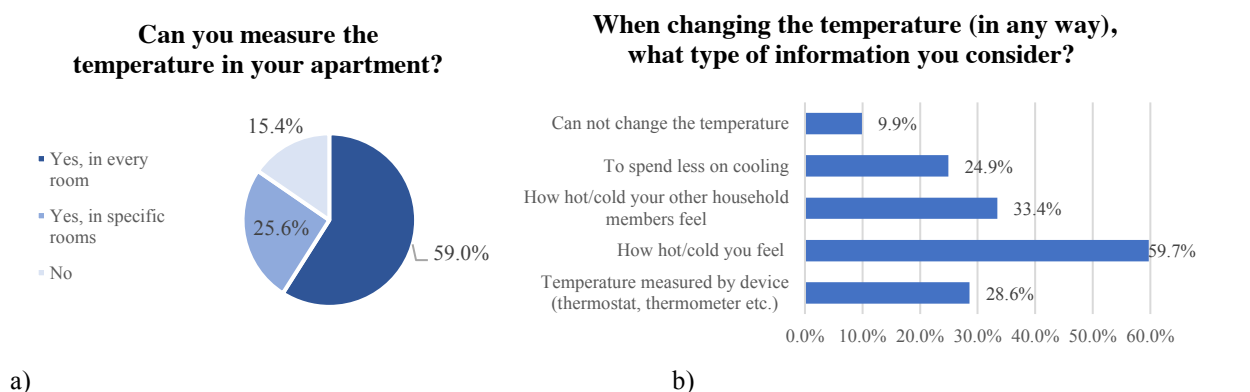 Can you measure the
temperature in your apartment?
15.4%
Yes, in every
room
Yes, in specific
rooms
No
25.6%
59.0%
a)
When changing the temperature (in any way),
what type of information you consider?
Can not change the temperature
9.9%
To spend less on cooling
24.9%
How hot/cold your other household
members feel
33.4%
How hot/cold you feel
59.7%
Temperature measured by device
(thermostat, thermometer etc.)
28.6%
0.0% 10.0% 20.0% 30.0% 40.0% 50.0% 60.0%
b)